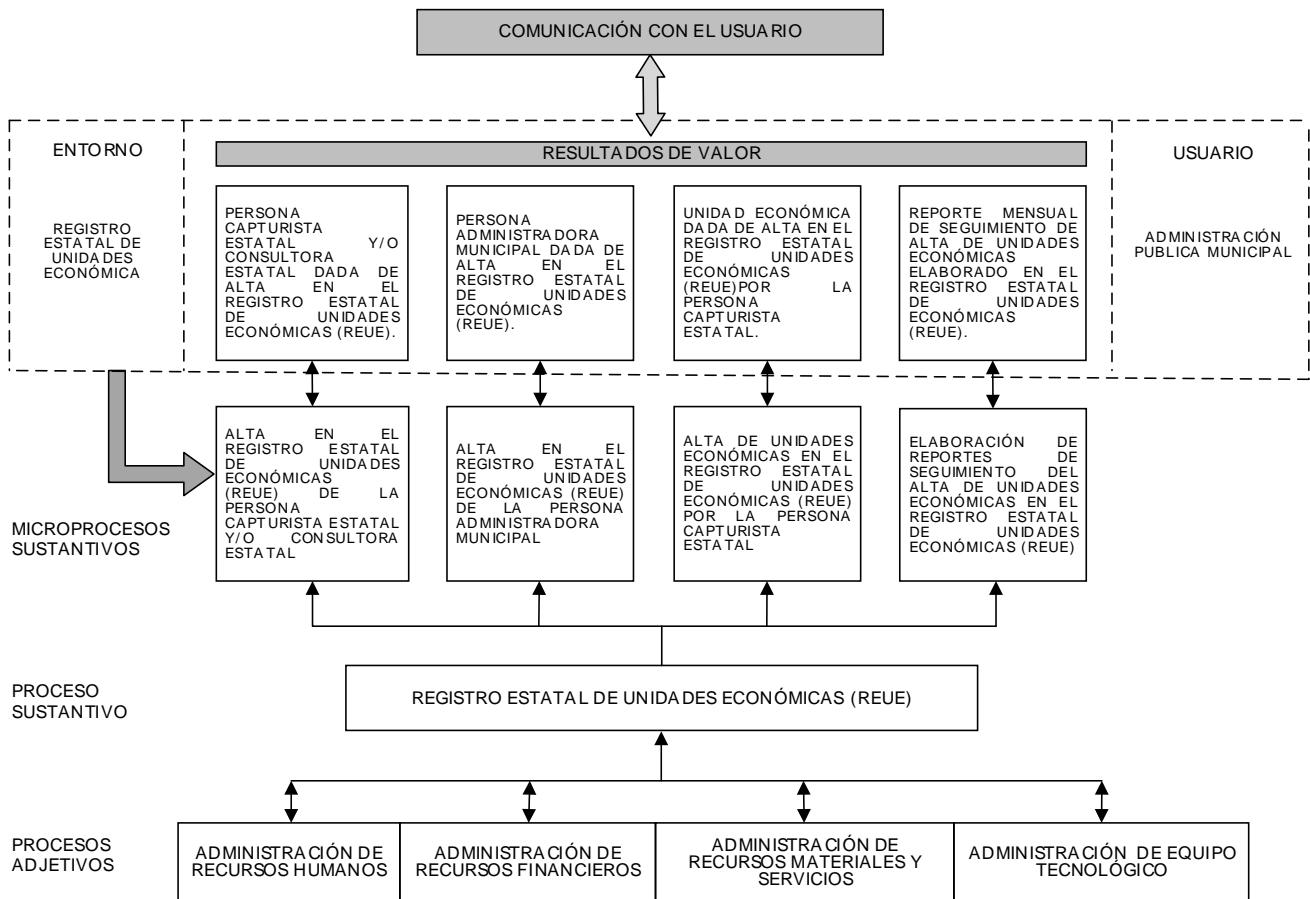 COMUNICACIÓN CON EL USUARIO
ENTORNO
REGISTRO
ESTATAL DE
UNIDADES
ECONÓMICA
RESULTADOS DE VALOR
USUARIO
ADMINISTRACIÓN
PUBLICA MUNICIPAL
PERSONA
CAPTURISTA
ESTATAL Y/O
CONSULTORA
ESTATAL DADA DE
ALTA EN EL
REGISTRO ESTATAL
DE UNIDADES
ECONÓMICAS (REUE).
PERSONA
ADMINISTRADORA
MUNICIPAL DADA DE
ALTA EN EL
REGISTRO ESTATAL
DE UNIDADES
ECONÓMICAS
(REUE).
UNIDAD ECONÓMICA
DADA DE ALTA EN EL
REGISTRO ESTATAL
DE UNIDADES
ECONÓMICAS
(REUE)POR LA
PERSONA
CAPTURISTA
ESTATAL.
REPORTE MENSUAL
DE SEGUIMIENTO DE
ALTA DE UNIDADES
ECONÓMICAS
ELABORADO EN EL
REGISTRO ESTATAL
DE UNIDADES
ECONÓMICAS
(REUE).
MICROPROCESOS
SUSTANTIVOS
ALTA EN EL
REGISTRO ESTATAL
DE UNIDADES
ECONÓMICAS
(REUE) DE LA
PERSONA
CAPTURISTA ESTATAL
Y/O CONSULTORA
ESTATAL
ALTA EN EL
REGISTRO ESTATAL
DE UNIDADES
ECONÓMICAS (REUE)
DE LA PERSONA
ADMINISTRADORA
MUNICIPAL
ALTA DE UNIDADES
ECONÓMICAS EN EL
REGISTRO ESTATAL
DE UNIDADES
ECONÓMICAS (REUE)
POR LA PERSONA
CAPTURISTA
ESTATAL
ELABORACIÓN DE
REPORTES DE
SEGUIMIENTO DEL
ALTA DE UNIDADES
ECONÓMICAS EN EL
REGISTRO ESTATAL
DE UNIDADES
ECONÓMICAS (REUE)
PROCESO
SUSTANTIVO
REGISTRO ESTATAL DE UNIDADES ECONÓMICAS (REUE)
PROCESOS
ADJETIVOS
ADMINISTRACIÓN DE
RECURSOS HUMANOS
ADMINISTRACIÓN DE
RECURSOS FINANCIEROS
ADMINISTRACIÓN DE
RECURSOS MATERIALES Y
SERVICIOS
ADMINISTRACIÓN DE EQUIPO
TECNOLÓGICO